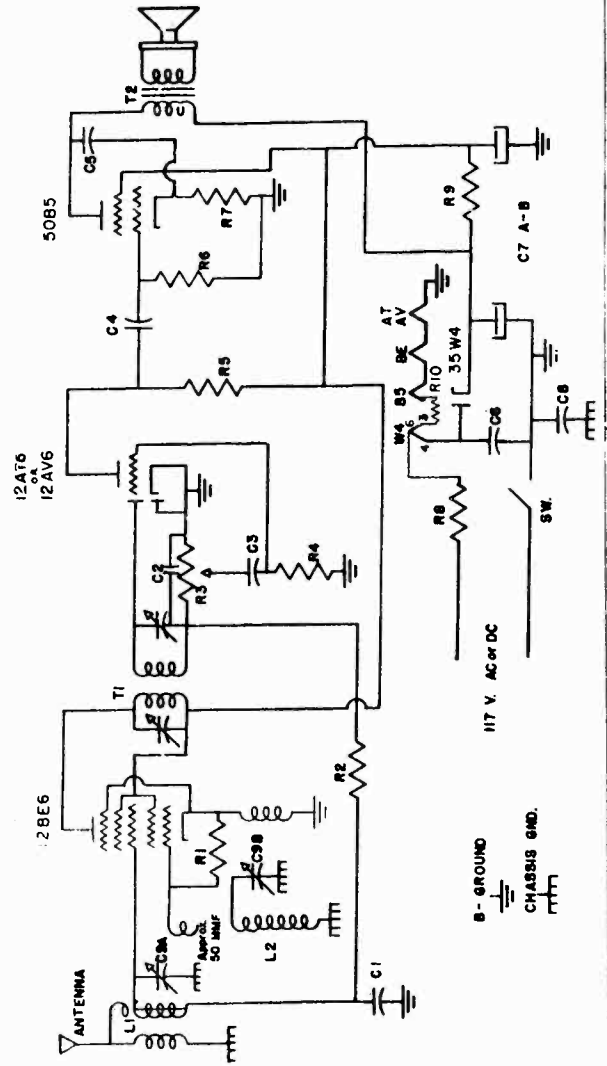 12BE6
12AT6
OR
12AV6
50B5
ANTENNA
L1
C9A
Approx.
50 MMF
R1
L2
C9B
T1
C2
R3
C3
R4
R2
C1
C4
R5
R6
R7
C5
T2
R9
C7 A-B
AT
AV
BE
B5
W4
6
3
4
R10
35W4
C6
C8
R8
SW.
117 V. AC or DC
B- GROUND
CHASSIS GND.